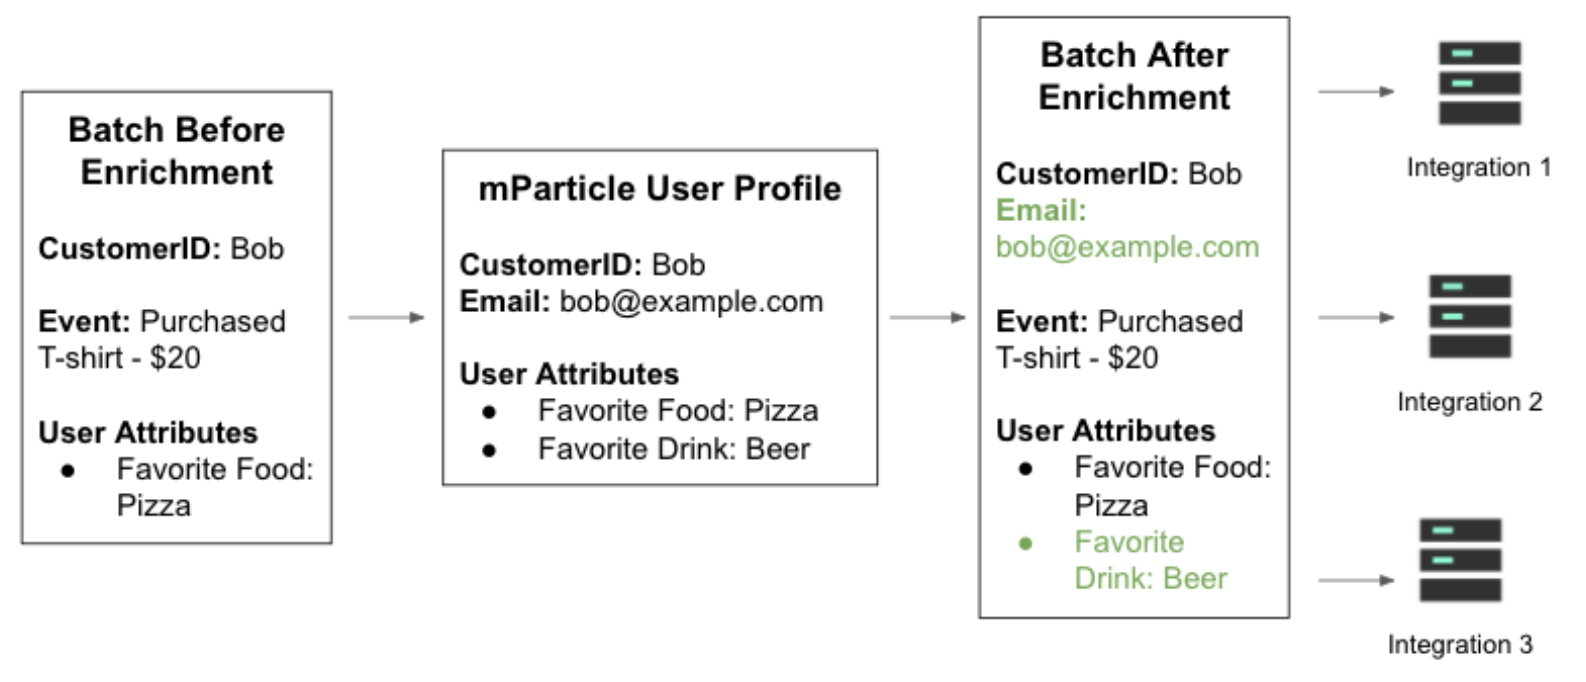 Batch Before
Enrichment
CustomerID: Bob
Event: Purchased
T-shirt - $20
User Attributes
● Favorite Food:
Pizza
mParticle User Profile
CustomerID: Bob
Email: bob@example.com
User Attributes
● Favorite Food: Pizza
● Favorite Drink: Beer
Batch After
Enrichment
CustomerID: Bob
Email:
bob@example.com
Event: Purchased
T-shirt - $20
User Attributes
● Favorite Food:
Pizza
● Favorite
Drink: Beer
Integration 1
Integration 2
Integration 3